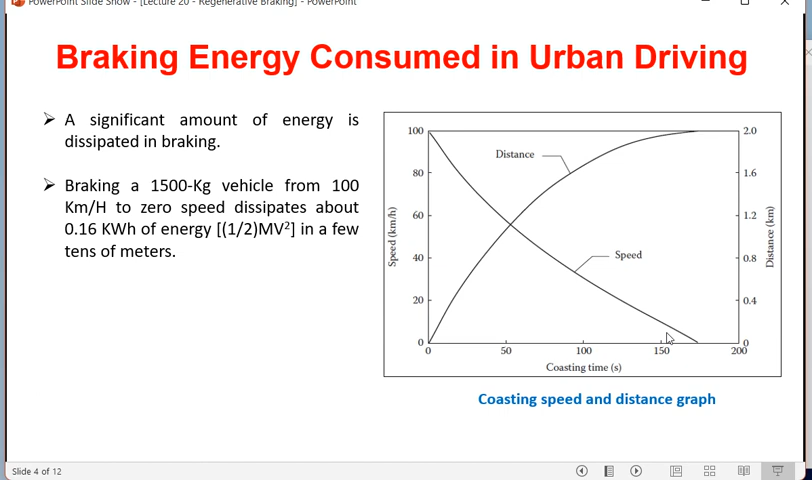 PowerPoint Slide Show - [Lecture 20 - Regenerative Braking] - PowerPoint
Braking Energy Consumed in Urban Driving
➢ A significant amount of energy is
dissipated in braking.
➢ Braking a 1500-Kg vehicle from 100
Km/H to zero speed dissipates about
0.16 KWh of energy [(1/2)MV²] in a few
tens of meters.
100
80
60
40
20
0
Speed (km/h)
Distance
Speed
2.0
1.6
1.2
0.8
0.4
0
Distance (km)
0 50 100 150 200
Coasting time (s)
Coasting speed and distance graph
Slide 4 of 12